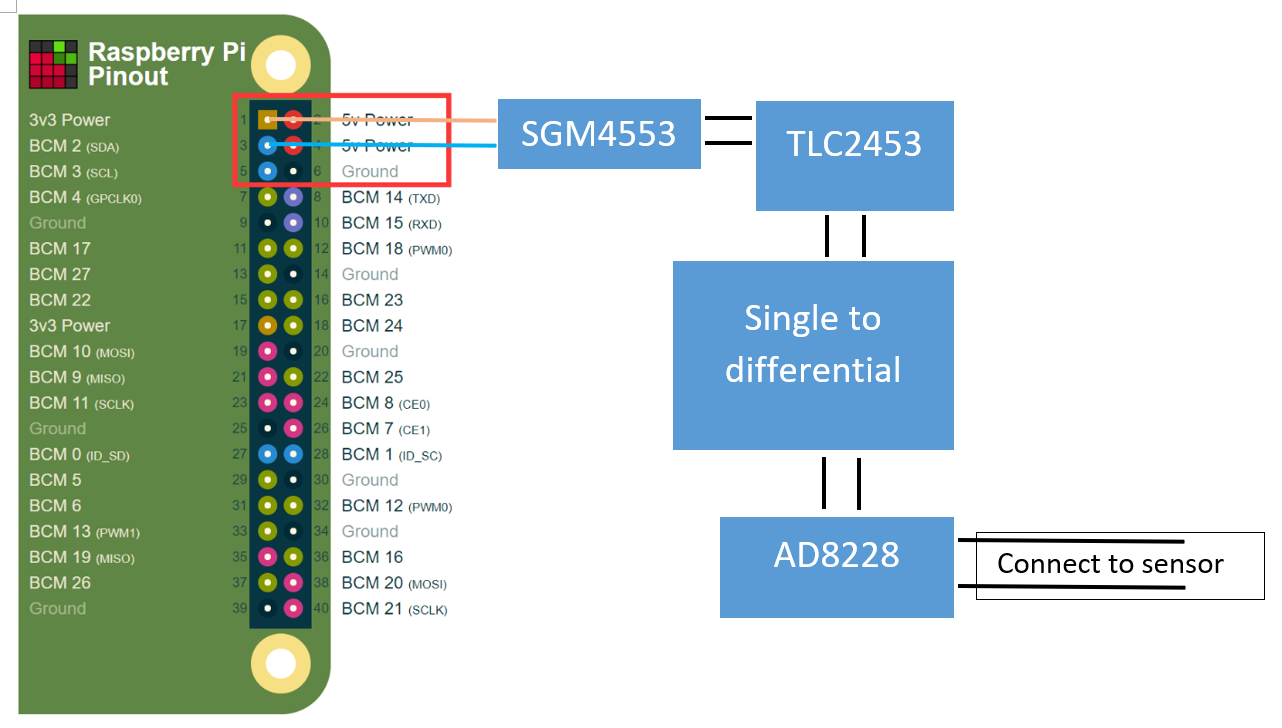 Raspberry Pi
Pinout
3v3 Power 1 2 5v Power
BCM 2 (SDA) 3 4 5v Power
BCM 3 (SCL) 5 6 Ground
BCM 4 (GPCLK0) 7 8 BCM 14 (TXD)
Ground 9 10 BCM 15 (RXD)
BCM 17 11 12 BCM 18 (PWM0)
BCM 27 13 14 Ground
BCM 22 15 16 BCM 23
3v3 Power 17 18 BCM 24
BCM 10 (MOSI) 19 20 Ground
BCM 9 (MISO) 21 22 BCM 25
BCM 11 (SCLK) 23 24 BCM 8 (CE0)
Ground 25 26 BCM 7 (CE1)
BCM 0 (ID_SD) 27 28 BCM 1 (ID_SC)
BCM 5 29 30 Ground
BCM 6 31 32 BCM 12 (PWM0)
BCM 13 (PWM1) 33 34 Ground
BCM 19 (MISO) 35 36 BCM 16
BCM 26 37 38 BCM 20 (MOSI)
Ground 39 40 BCM 21 (SCLK)
SGM4553
TLC2453
Single to
differential
AD8228
Connect to sensor